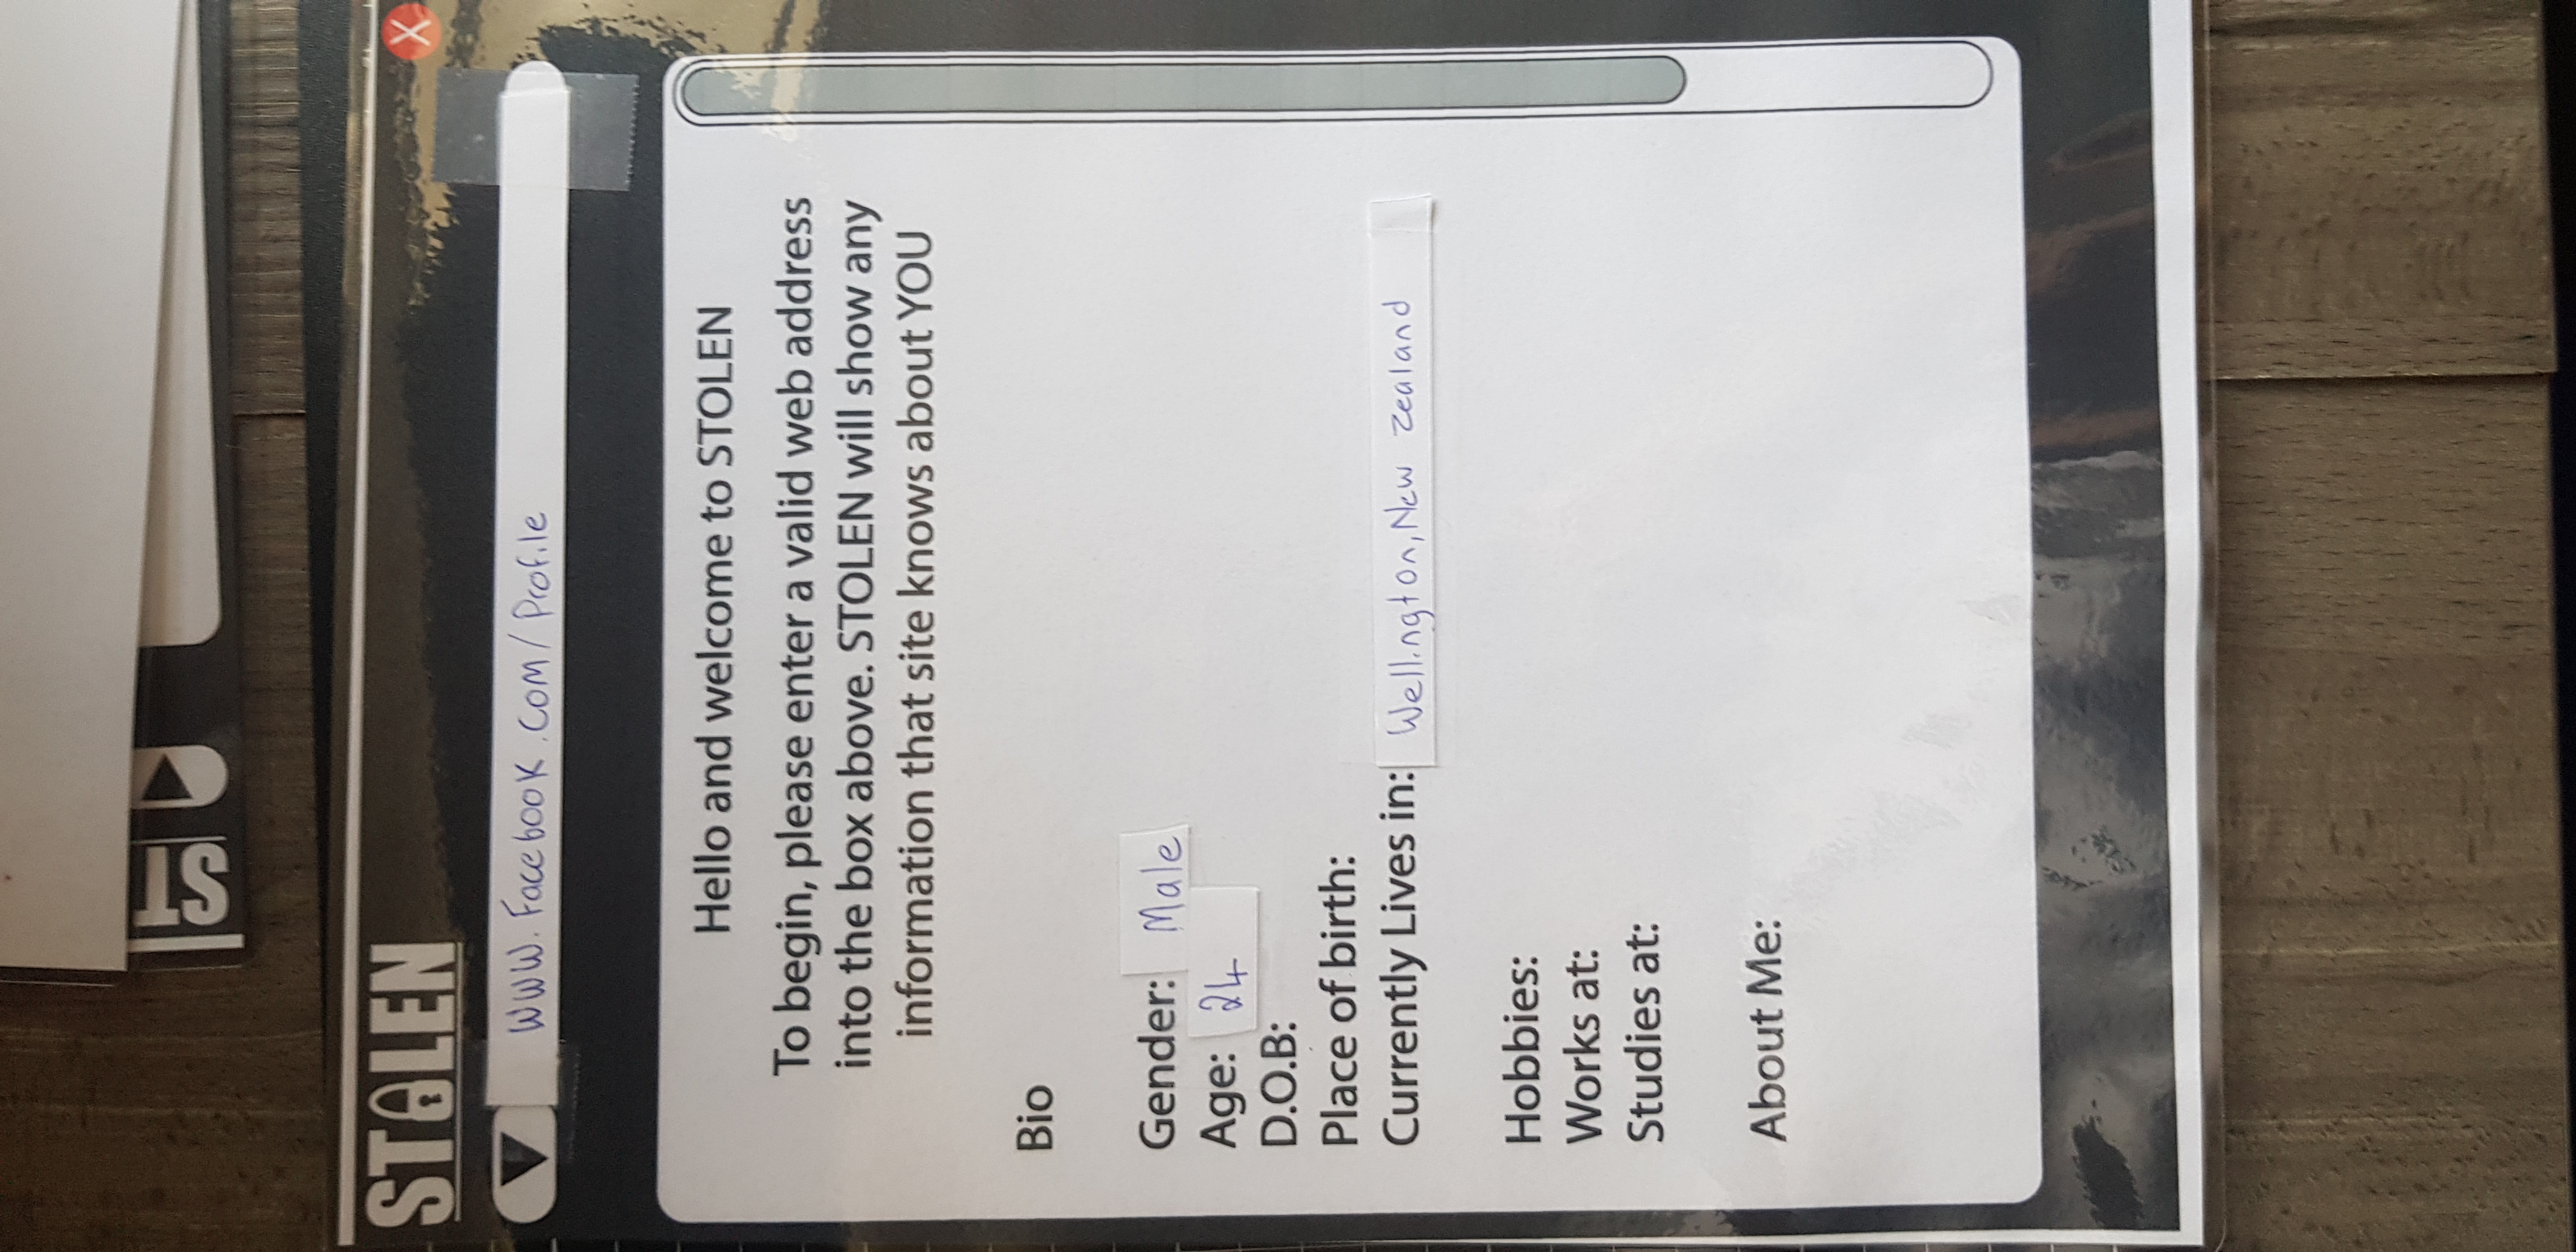 ST
STOLEN
X
WWW.Facebook.com/Profile
Hello and welcome to STOLEN
To begin, please enter a valid web address
into the box above. STOLEN will show any
information that site knows about YOU
Bio
Gender: Male
Age: 24
D.O.B:
Place of birth:
Currently Lives in: Wellington, New Zealand
Hobbies:
Works at:
Studies at:
About Me: